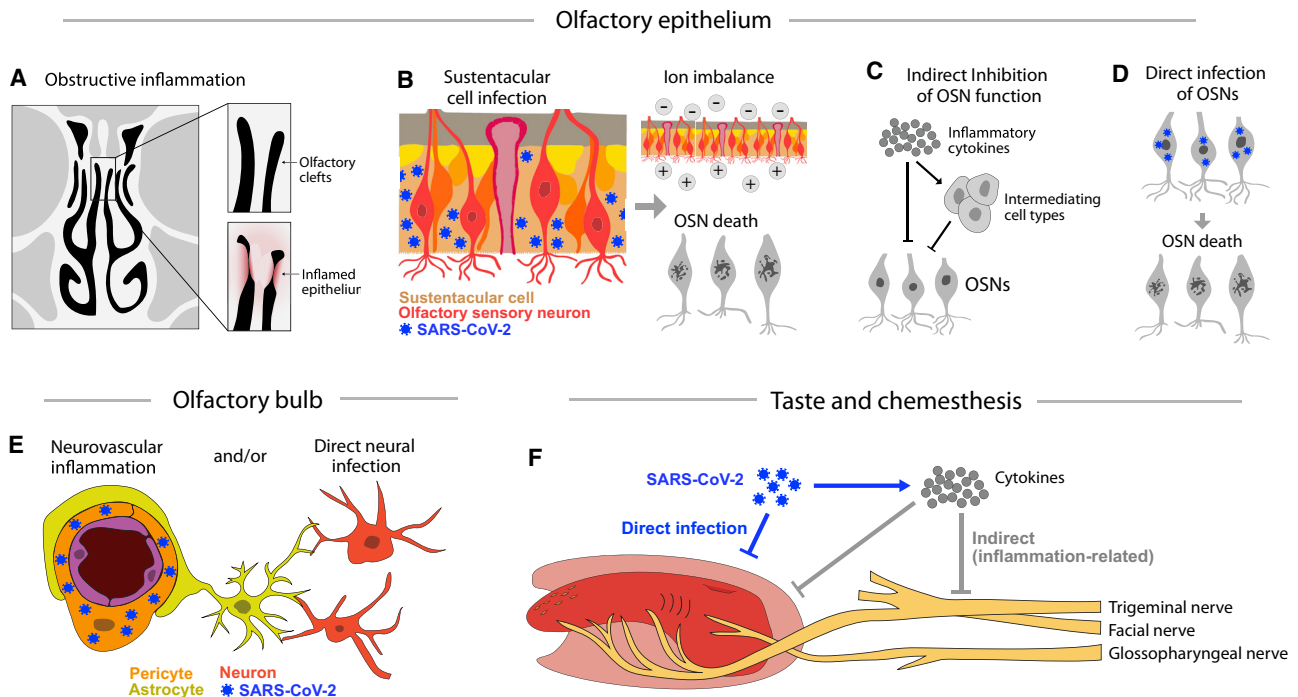 Olfactory epithelium
A
Obstructive inflammation
Olfactory
clefts
Inflamed
epitheliur
B
Sustentacular
cell infection
Ion imbalance
− − − − −
+ + + +
OSN death
Sustentacular cell
Olfactory sensory neuron
SARS-CoV-2
C
Indirect Inhibition
of OSN function
Inflammatory
cytokines
Intermediating
cell types
OSNs
D
Direct infection
of OSNs
OSN death
Olfactory bulb
E
Neurovascular
inflammation
and/or
Direct neural
infection
Pericyte
Neuron
Astrocyte
SARS-CoV-2
Taste and chemesthesis
F
SARS-CoV-2
Cytokines
Direct infection
Indirect
(inflammation-related)
Trigeminal nerve
Facial nerve
Glossopharyngeal nerve